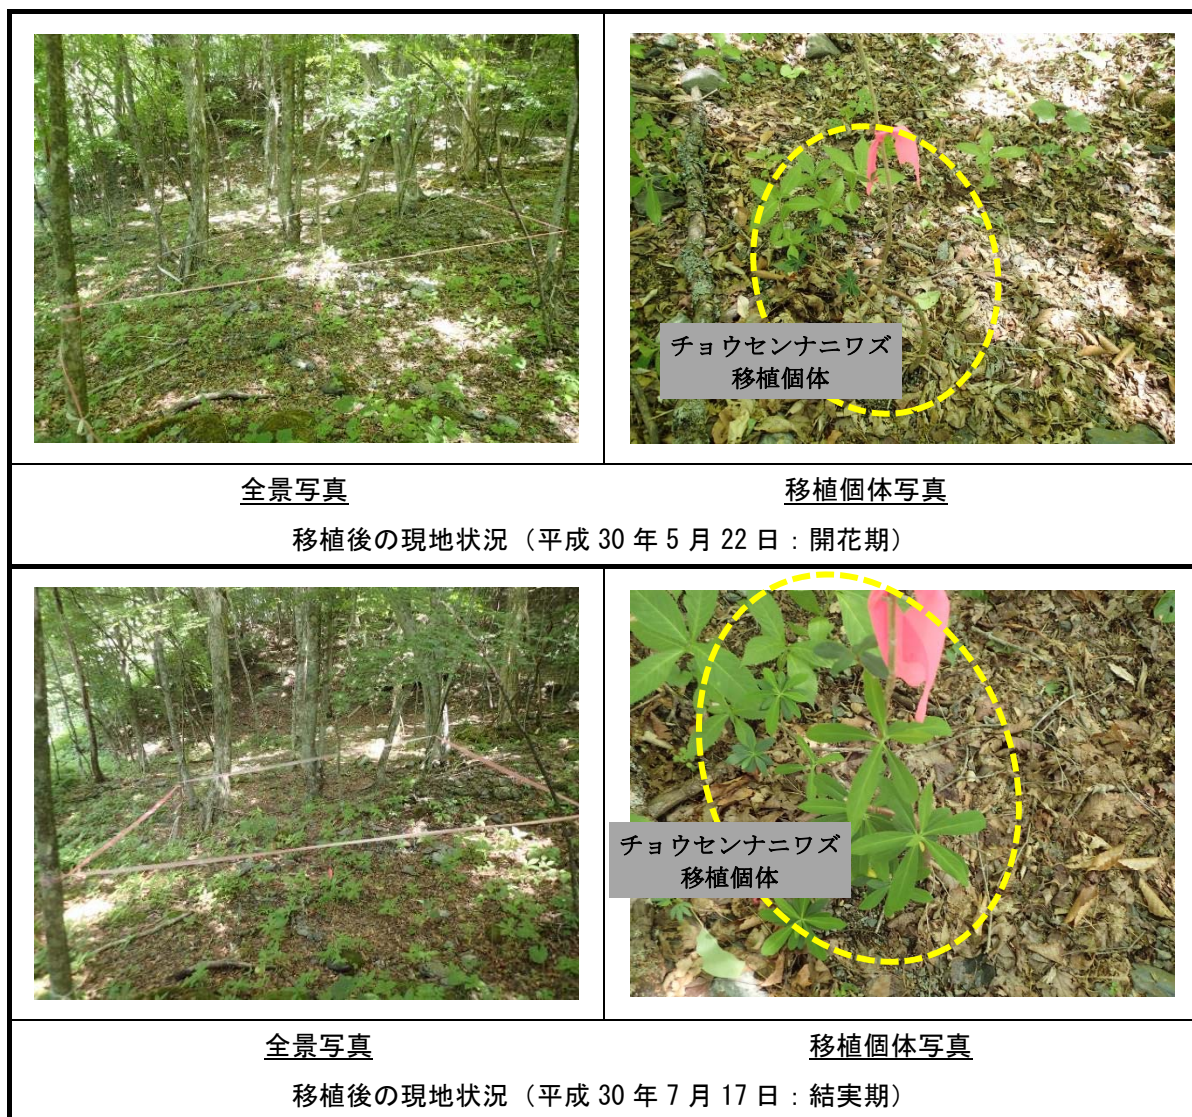 チョウセンナニワズ
移植個体
全景写真
移植個体写真
移植後の現地状況（平成 30 年 5 月 22 日：開花期）
チョウセンナニワズ
移植個体
全景写真
移植個体写真
移植後の現地状況（平成 30 年 7 月 17 日：結実期）